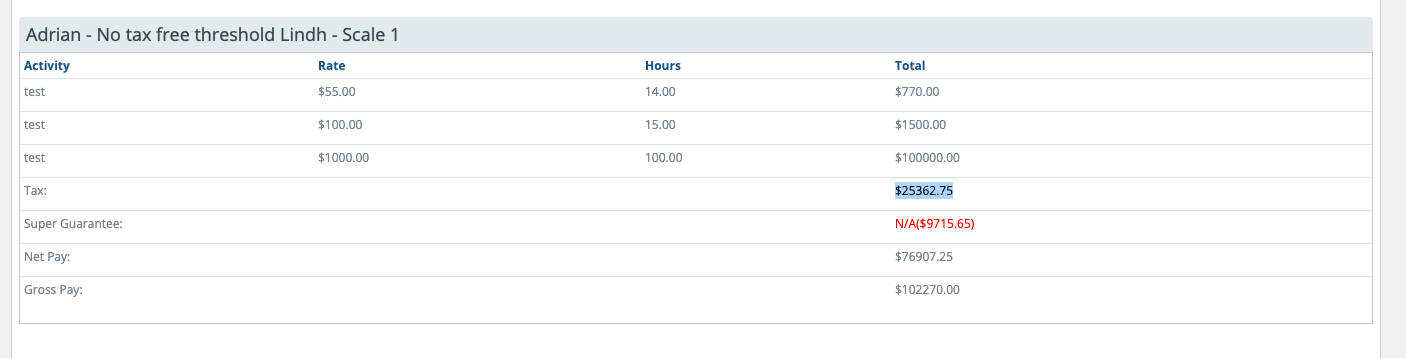 Adrian - No tax free threshold Lindh - Scale 1
Activity Rate Hours Total
test $55.00 14.00 $770.00
test $100.00 15.00 $1500.00
test $1000.00 100.00 $100000.00
Tax: $25362.75
Super Guarantee: N/A($9715.65)
Net Pay: $76907.25
Gross Pay: $102270.00